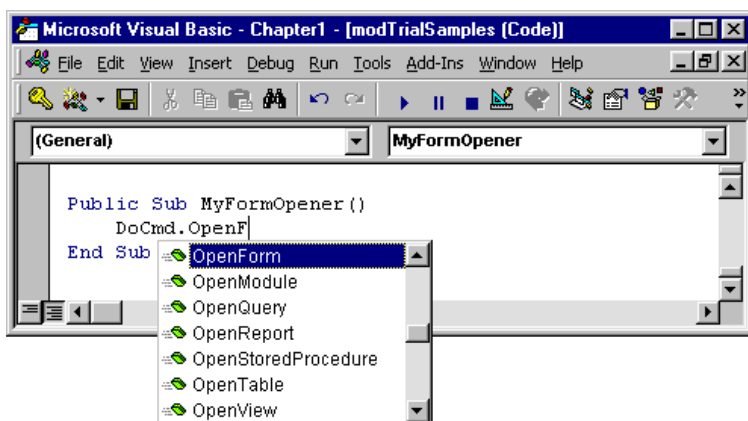 Microsoft Visual Basic - Chapter1 - [modTrialSamples (Code)]
File Edit View Insert Debug Run Tools Add-Ins Window Help
(General) MyFormOpener
Public Sub MyFormOpener()
DoCmd.OpenF
End Sub
OpenForm
OpenModule
OpenQuery
OpenReport
OpenStoredProcedure
OpenTable
OpenView